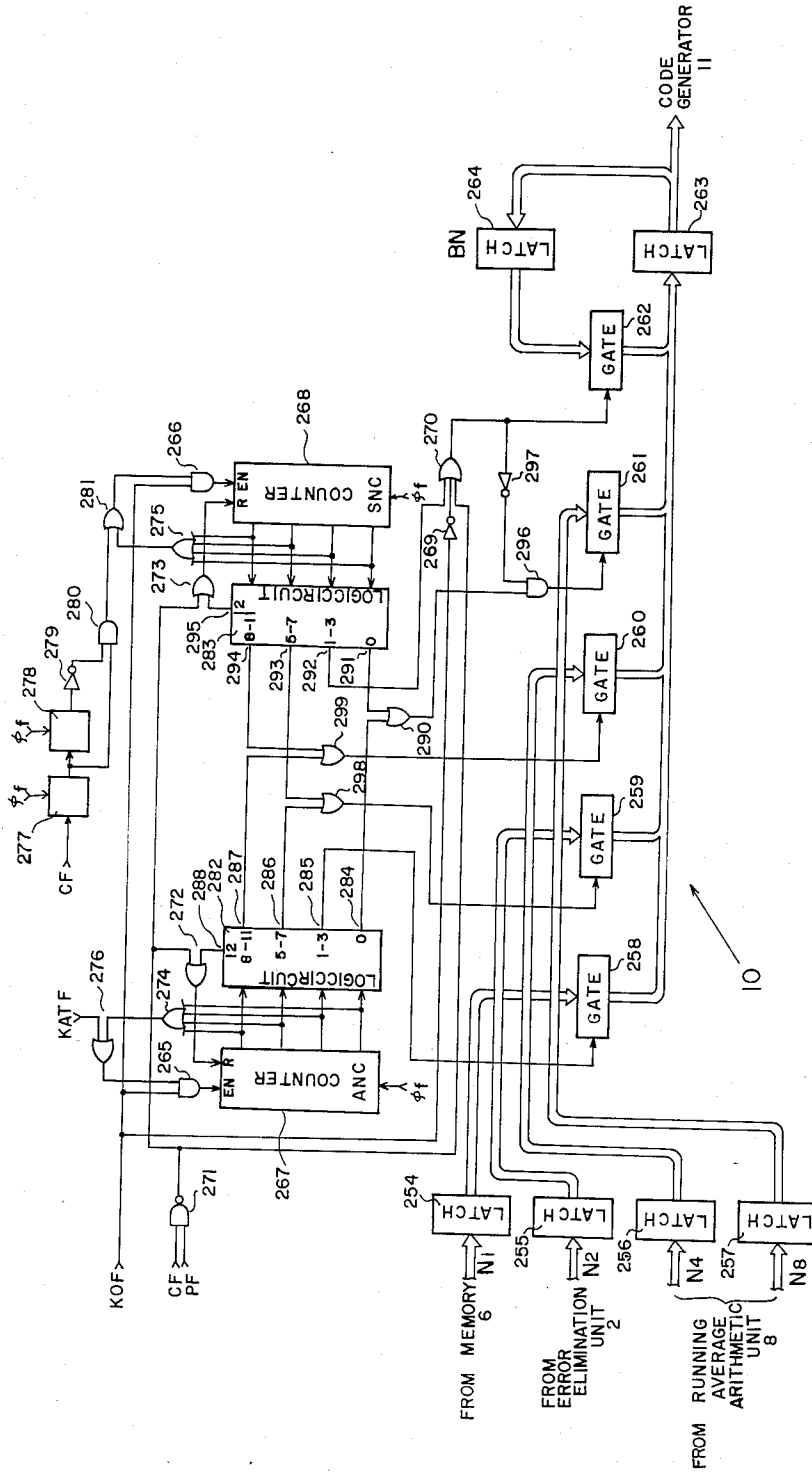 KOF
CF
PF
271
KATF
276
265
EN
R
COUNTER
ANC
267
φf
274
272
288
282
12
8-11
5-7
1-3
0
LOGICCIRCUIT
287
286
285
284
CF
277
φf
278
φf
279
280
281
266
275
273
R
EN
COUNTER
SNC
268
φf
LOGICCIRCUIT
12
8-11
5-7
1-3
0
295
283
294
293
292
291
299
298
290
269
270
297
296
FROM MEMORY
6
N1
254
LATCH
FROM
ERROR
ELIMINATION
UNIT
2
N2
255
LATCH
FROM RUNNING
AVERAGE
ARITHMETIC
UNIT
8
N4
256
LATCH
N8
257
LATCH
GATE
258
GATE
259
GATE
260
GATE
261
GATE
262
BN
LATCH
264
LATCH
263
CODE
GENERATOR
11
10